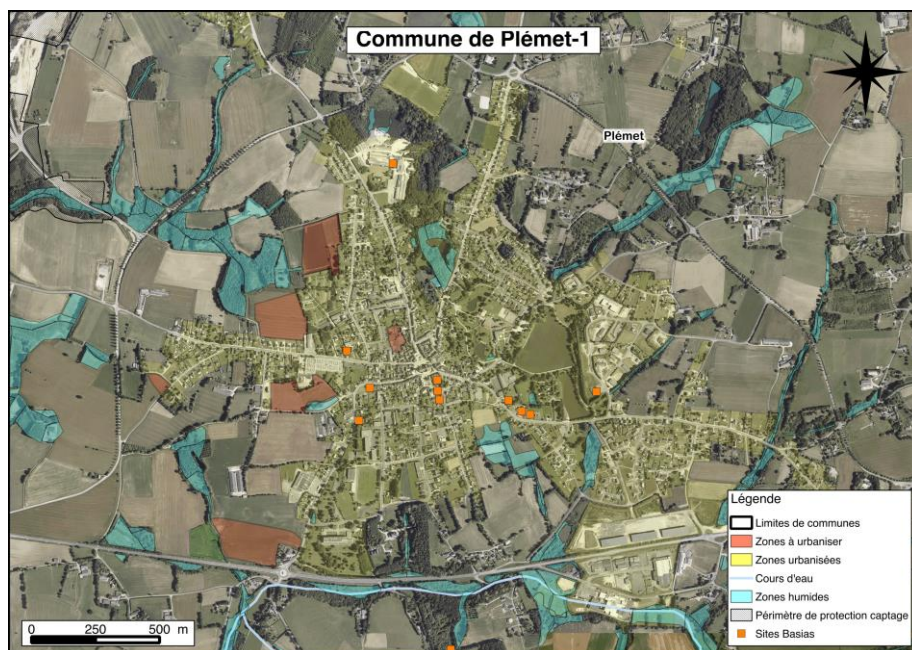 Commune de Plémet-1
Plémet
Légende
Limites de communes
Zones à urbaniser
Zones urbanisées
Cours d'eau
Zones humides
Périmètre de protection captage
Sites Basias
0 250 500 m